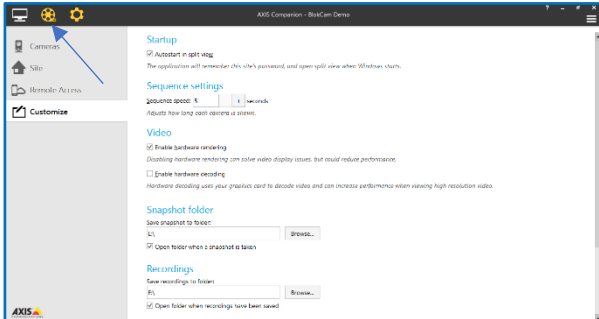 AXIS Companion - BlokCam Demo
Cameras
Site
Remote Access
Customize
Startup
Autostart in split view
The application will remember this site's password, and open split view when Windows starts.
Sequence settings
Sequence speed: 5 seconds
Adjusts how long each camera is shown.
Video
Enable hardware rendering
Disabling hardware rendering can solve video display issues, but could reduce performance.
Enable hardware decoding
Hardware decoding uses your graphics card to decode video and can increase performance when viewing high resolution video.
Snapshot folder
Save snapshot to folder:
E:\ Browse...
Open folder when a snapshot is taken
Recordings
Save recordings to folder:
E:\ Browse...
Open folder when recordings have been saved
AXIS
COMMUNICATIONS